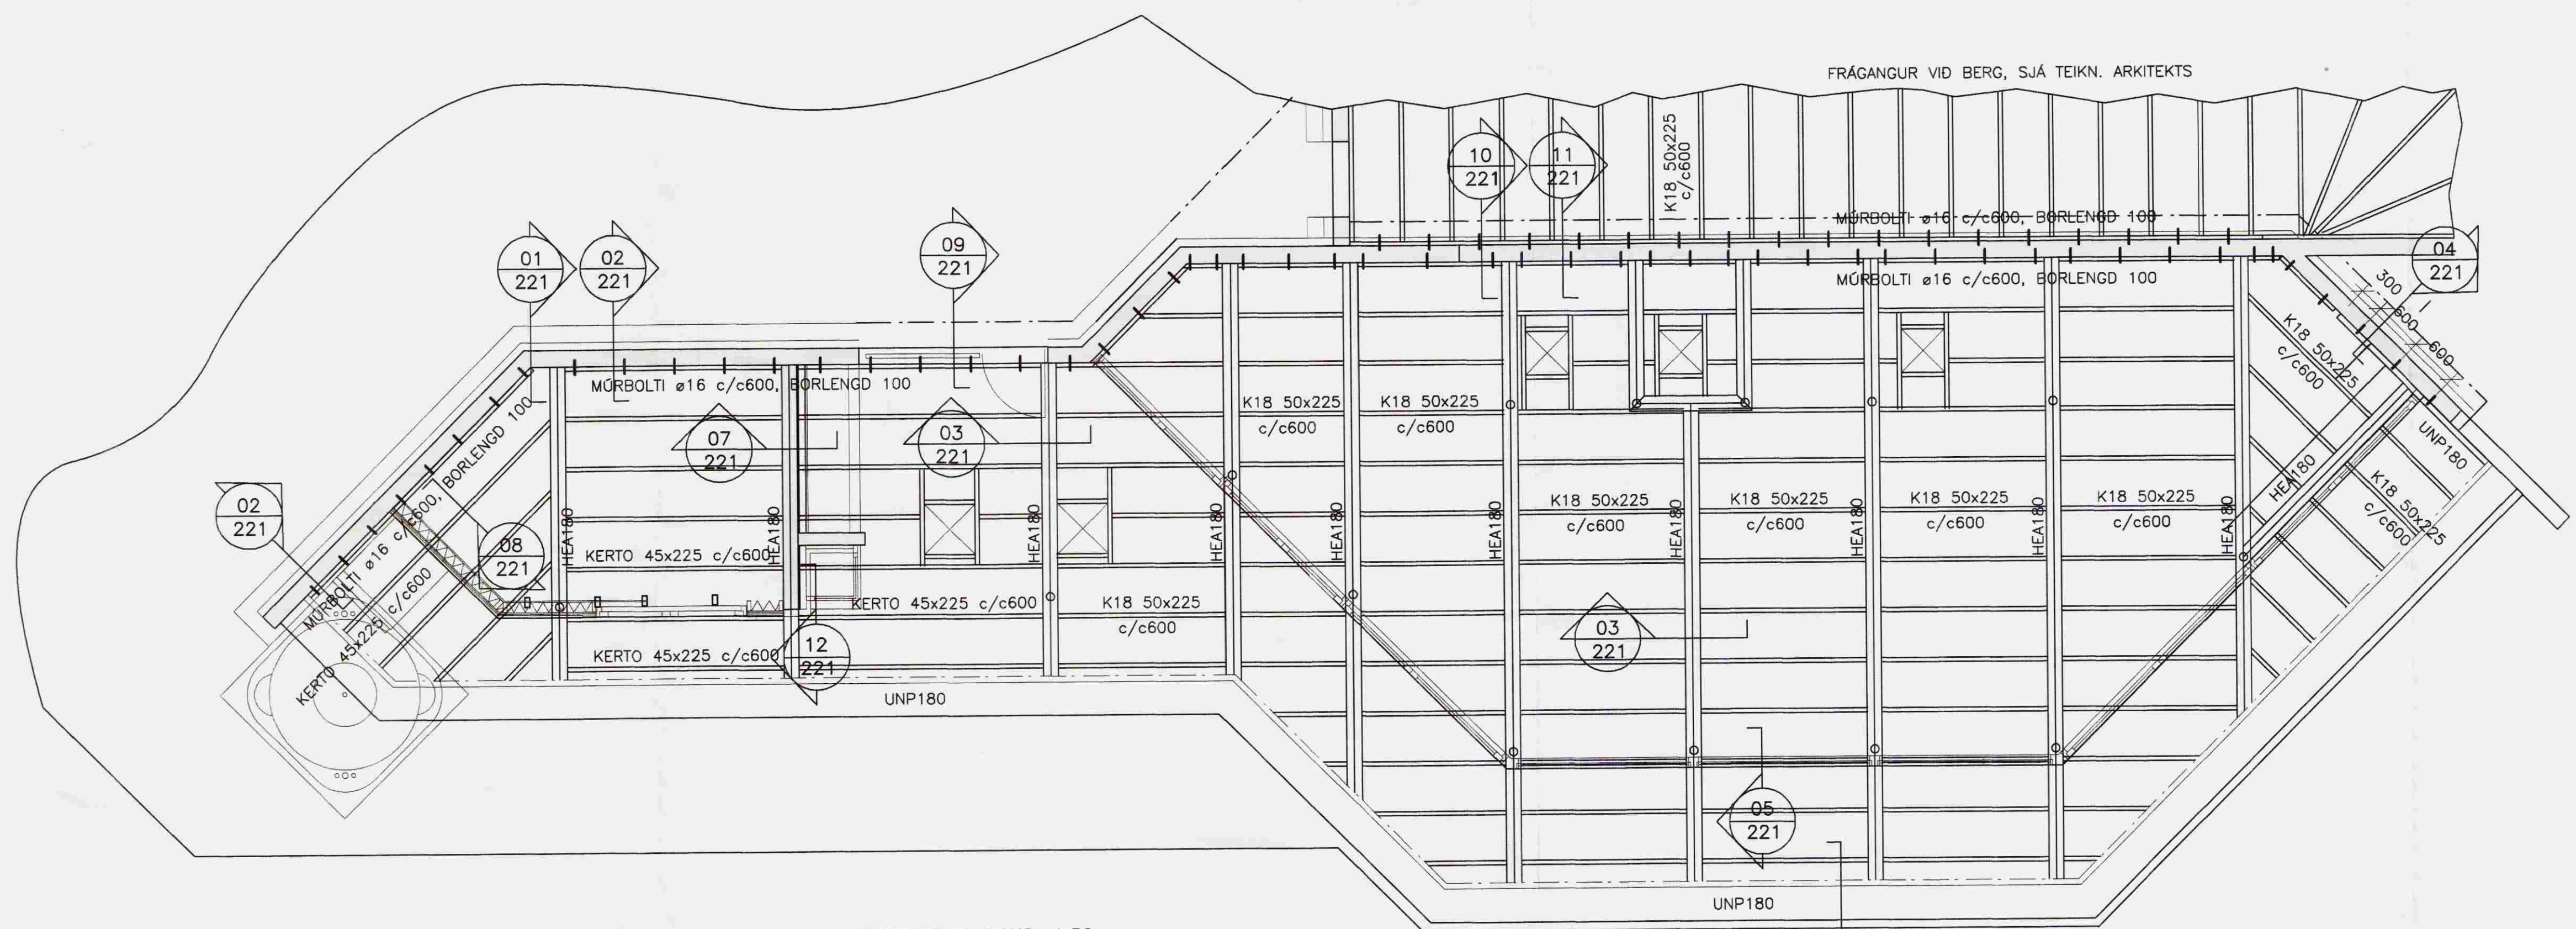 FRÁGANGUR VIÐ BERG, SJÁ TEIKN. ARKITEKTS
K18 50x225
c/c600
10
221
11
221
MÚRBOLTI ø16 c/c600, BORLENGD 100
01
221
02
221
09
221
04
221
MÚRBOLTI ø16 c/c600, BORLENGD 100
300
600
600
K18 50x225
c/c600
MÚRBOLTI ø16 c/c600, BORLENGD 100
K18 50x225
c/c600
K18 50x225
c/c600
07
221
03
221
UNP180
MÚRBOLTI ø16 c/c600, BORLENGD 100
02
221
08
221
HEA180
HEA180
HEA180
HEA180
HEA180
HEA180
K18 50x225
c/c600
HEA180
K18 50x225
c/c600
HEA180
K18 50x225
c/c600
HEA180
K18 50x225
c/c600
HEA180
HEA180
K18 50x225
c/c600
KERTO 45x225 c/c600
KERTO 45x225 c/c600
KERTO 45x225 c/c600
K18 50x225
c/c600
KERTO 45x225 c/c600
12
221
03
221
UNP180
05
221
UNP180